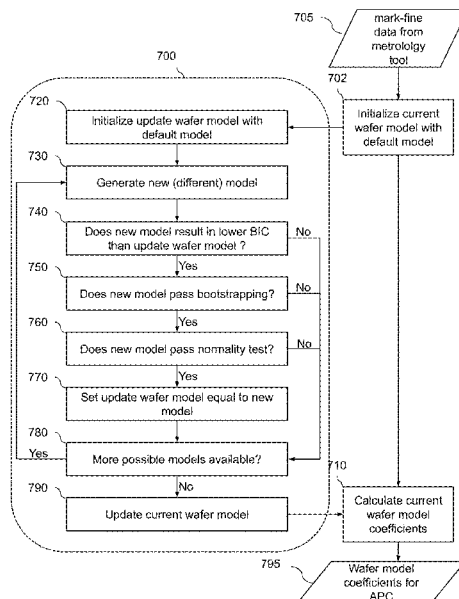 705
mark-fine
data from
metrololgy
tool
700
702
720
Initialize update wafer model with
default model
Initialize current
wafer model with
default model
730
Generate new (different) model
740
Does new model result in lower BIC
than update wafer model ?
No
Yes
750
Does new model pass bootstrapping?
No
Yes
760
Does new model pass normality test?
No
Yes
770
Set update wafer model equal to new
model
780
More possible models available?
Yes
No
710
790
Update current wafer model
Calculate current
wafer model
coefficients
795
Wafer model
coefficients for
APC